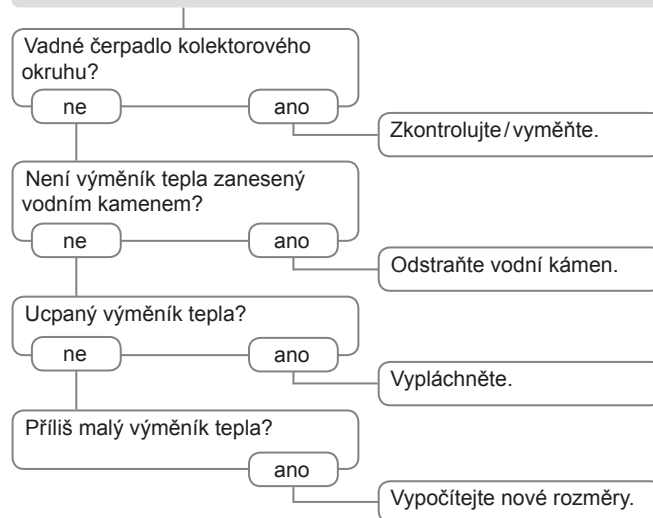 Vadné čerpadlo kolektorového
okruhu?
ne
ano
Zkontrolujte/vyměňte.
Není výměník tepla zanesený
vodním kamenem?
ne
ano
Odstraňte vodní kámen.
Ucpaný výměník tepla?
ne
ano
Vypláchněte.
Příliš malý výměník tepla?
ano
Vypočítejte nové rozměry.